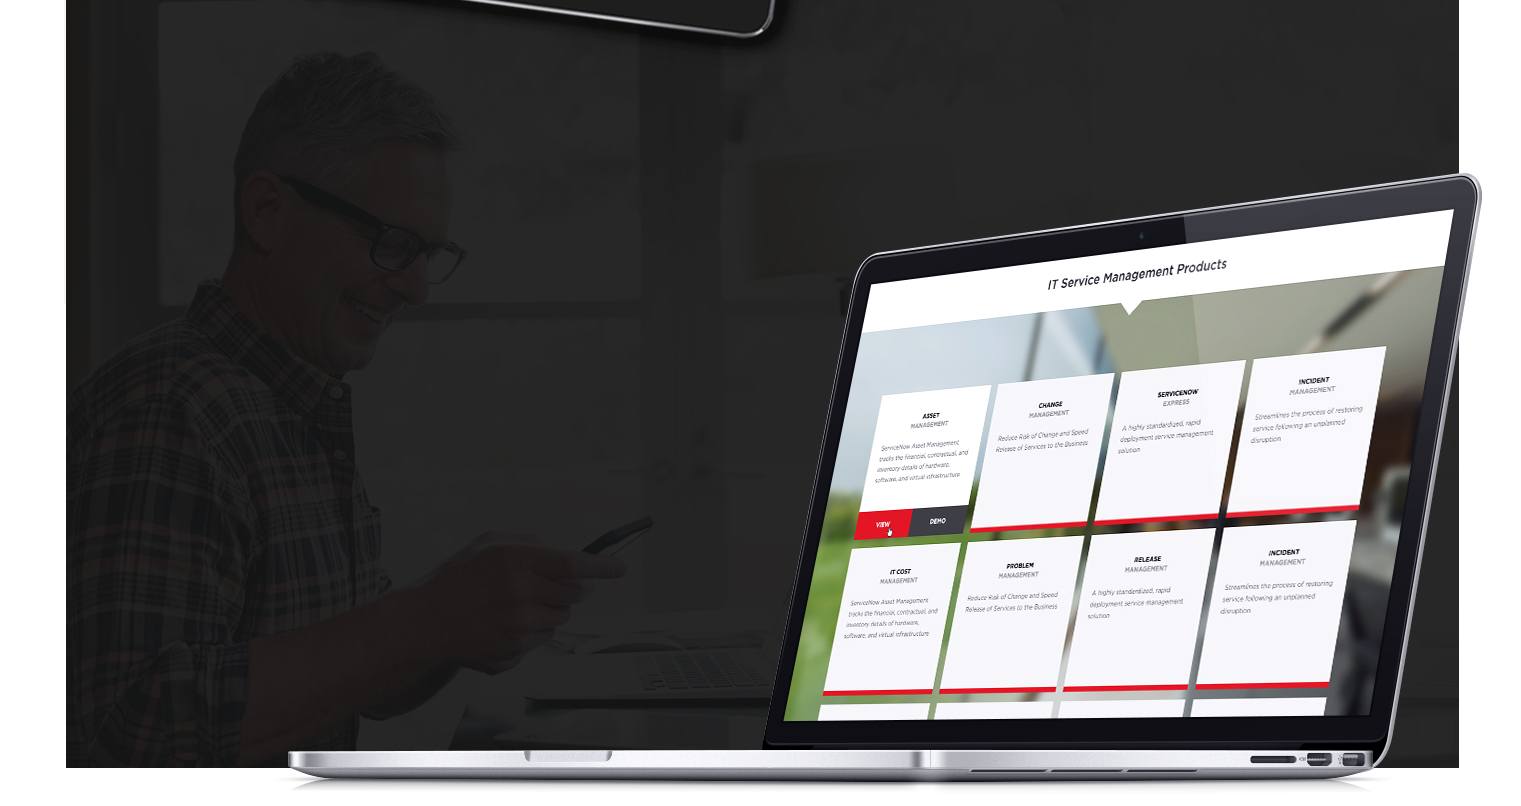 IT Service Management Products
ASSET
MANAGEMENT
ServiceNow Asset Management
tracks the financial, contractual, and
inventory details of hardware,
software, and virtual infrastructure
VIEW
DEMO
CHANGE
MANAGEMENT
Reduce Risk of Change and Speed
Release of Services to the Business
SERVICENOW
EXPRESS
A highly standardized, rapid
deployment service management
solution
INCIDENT
MANAGEMENT
Streamlines the process of restoring
service following an unplanned
disruption
IT COST
MANAGEMENT
ServiceNow Asset Management
tracks the financial, contractual, and
inventory details of hardware,
software, and virtual infrastructure
PROBLEM
MANAGEMENT
Reduce Risk of Change and Speed
Release of Services to the Business
RELEASE
MANAGEMENT
A highly standardized, rapid
deployment service management
solution
INCIDENT
MANAGEMENT
Streamlines the process of restoring
service following an unplanned
disruption